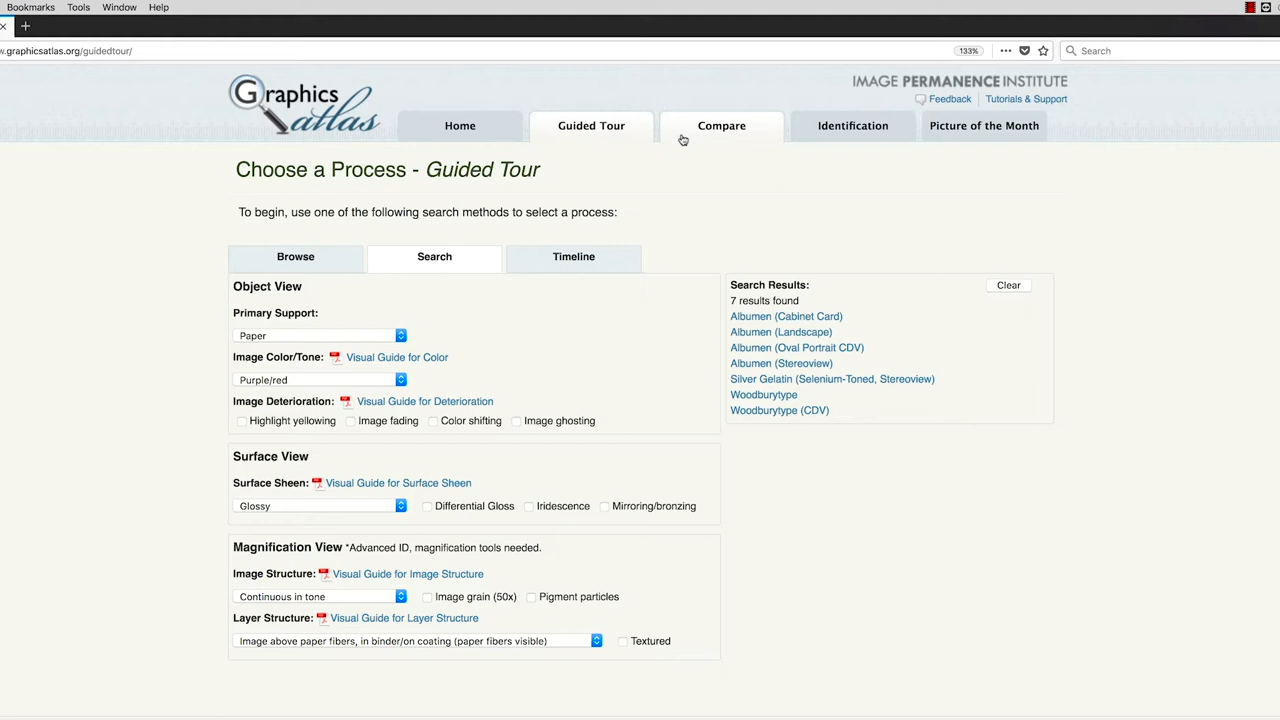 Bookmarks Tools Window Help
w.graphicsatlas.org/guidedtour/ 133% Search
Graphics atlas
IMAGE PERMANENCE INSTITUTE
Feedback Tutorials & Support
Home Guided Tour Compare Identification Picture of the Month
Choose a Process - Guided Tour
To begin, use one of the following search methods to select a process:
Browse Search Timeline
Object View
Primary Support:
Paper
Image Color/Tone: Visual Guide for Color
Purple/red
Image Deterioration: Visual Guide for Deterioration
Highlight yellowing Image fading Color shifting Image ghosting
Surface View
Surface Sheen: Visual Guide for Surface Sheen
Glossy Differential Gloss Iridescence Mirroring/bronzing
Magnification View *Advanced ID, magnification tools needed.
Image Structure: Visual Guide for Image Structure
Continuous in tone Image grain (50x) Pigment particles
Layer Structure: Visual Guide for Layer Structure
Image above paper fibers, in binder/on coating (paper fibers visible) Textured
Search Results: Clear
7 results found
Albumen (Cabinet Card)
Albumen (Landscape)
Albumen (Oval Portrait CDV)
Albumen (Stereoview)
Silver Gelatin (Selenium-Toned, Stereoview)
Woodburytype
Woodburytype (CDV)